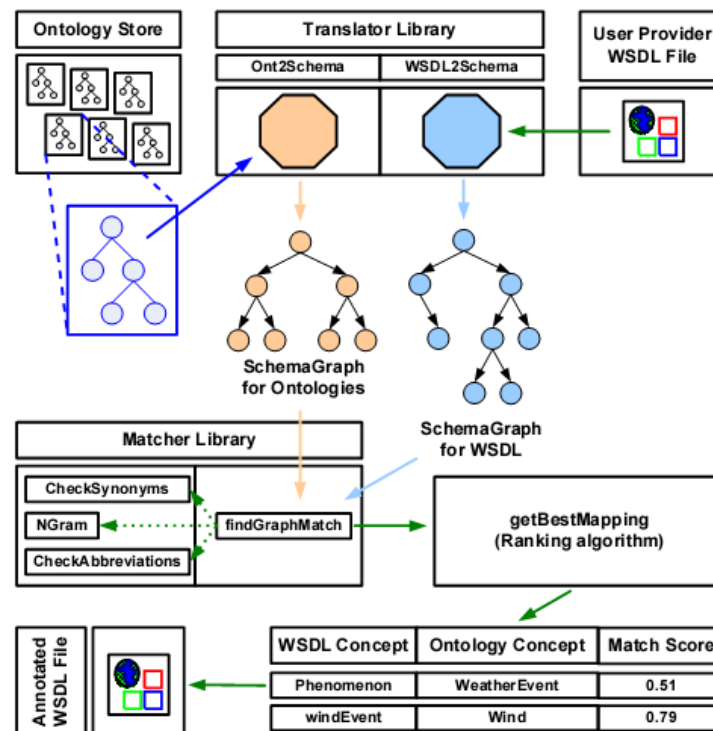 Ontology Store
Translator Library
User Provider
WSDL File
Ont2Schema
WSDL2Schema
SchemaGraph
for Ontologies
SchemaGraph
for WSDL
Matcher Library
CheckSynonyms
NGram
CheckAbbreviations
findGraphMatch
getBestMapping
(Ranking algorithm)
Annotated
WSDL File
WSDL Concept Ontology Concept Match Score
Phenomenon WeatherEvent 0.51
windEvent Wind 0.79